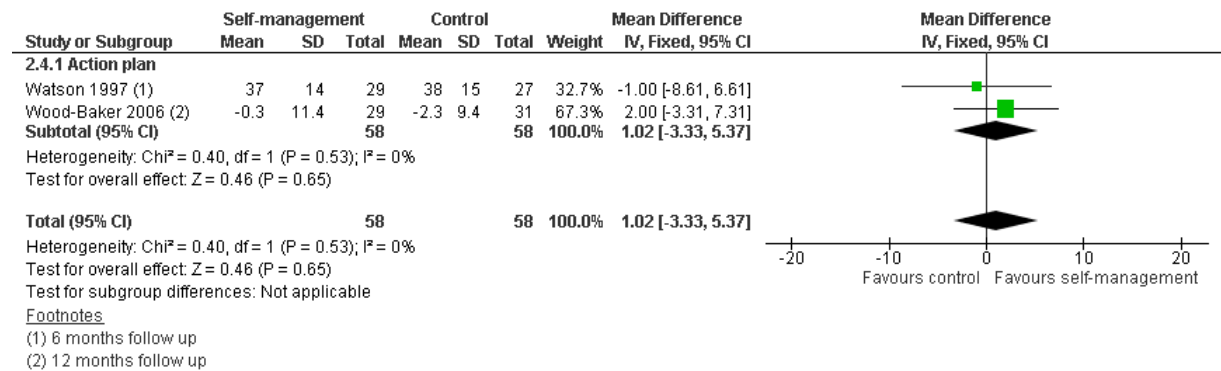 Self-management Control Mean Difference Mean Difference
Study or Subgroup Mean SD Total Mean SD Total Weight IV, Fixed, 95% CI IV, Fixed, 95% CI
2.4.1 Action plan
Watson 1997 (1) 37 14 29 38 15 27 32.7% -1.00 [-8.61, 6.61]
Wood-Baker 2006 (2) -0.3 11.4 29 -2.3 9.4 31 67.3% 2.00 [-3.31, 7.31]
Subtotal (95% CI) 58 58 100.0% 1.02 [-3.33, 5.37]
Heterogeneity: Chi² = 0.40, df = 1 (P = 0.53); I² = 0%
Test for overall effect: Z = 0.46 (P = 0.65)
Total (95% CI) 58 58 100.0% 1.02 [-3.33, 5.37]
Heterogeneity: Chi² = 0.40, df = 1 (P = 0.53); I² = 0%
Test for overall effect: Z = 0.46 (P = 0.65)
Test for subgroup differences: Not applicable
-20 -10 0 10 20
Favours control Favours self-management
Footnotes
(1) 6 months follow up
(2) 12 months follow up